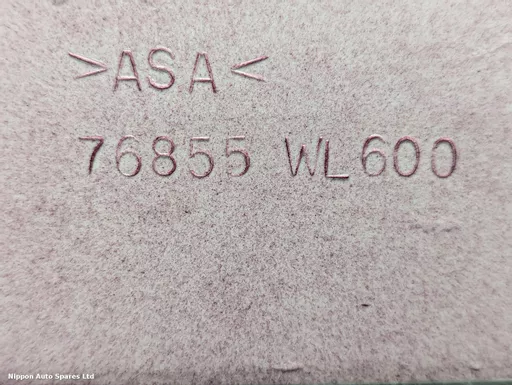 >ASA<
76855 WL600
Nippon Auto Spares Ltd